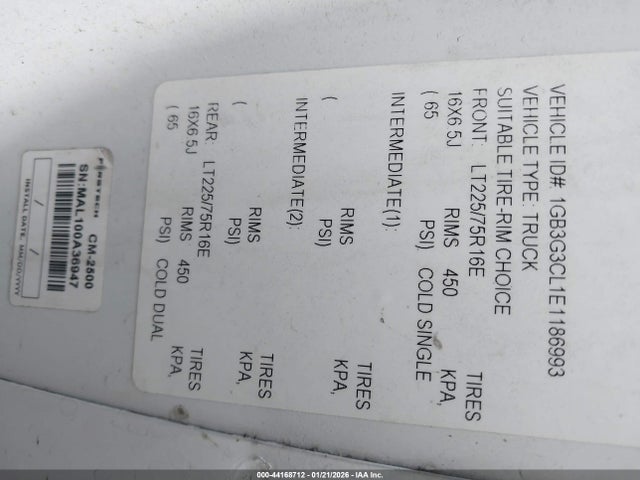 VEHICLE ID#: 1GB3G3CL1E1186993
VEHICLE TYPE: TRUCK
SUITABLE TIRE-RIM CHOICE
FRONT: LT225/75R16E TIRES
16X6 5J RIMS 450 KPA,
( 65 PSI) COLD SINGLE
INTERMEDIATE(1): TIRES
RIMS KPA,
( PSI)
INTERMEDIATE(2): TIRES
RIMS KPA,
( PSI)
REAR: LT225/75R16E TIRES
16X6 5J RIMS 450 KPA,
( 65 PSI) COLD DUAL
FIRSTECH CM-2500
SN:MAL100A36947
/ /
INSTALL DATE: MM/DD/YYYY
000-44168712 - 01/21/2026 - IAA Inc.